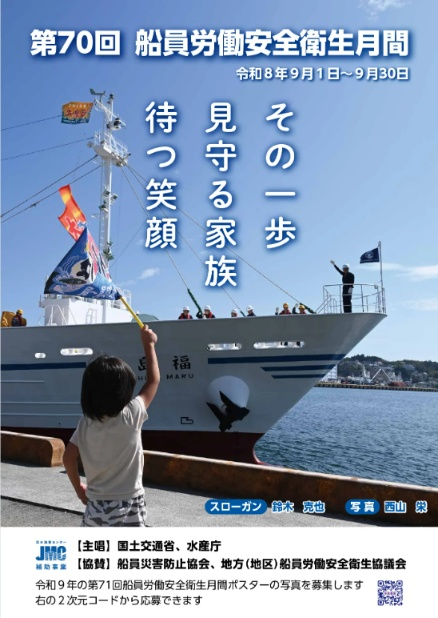 第70回 船員労働安全衛生月間
令和8年9月1日～9月30日
その一歩
見守る家族
待つ笑顔
福島
MARU
スローガン 鈴木 克也 写真 西山 栄
JMC
補助事業
【主唱】国土交通省、水産庁
【協賛】船員災害防止協会、地方(地区)船員労働安全衛生協議会
令和9年の第71回船員労働安全衛生月間ポスターの写真を募集します
右の2次元コードから応募できます